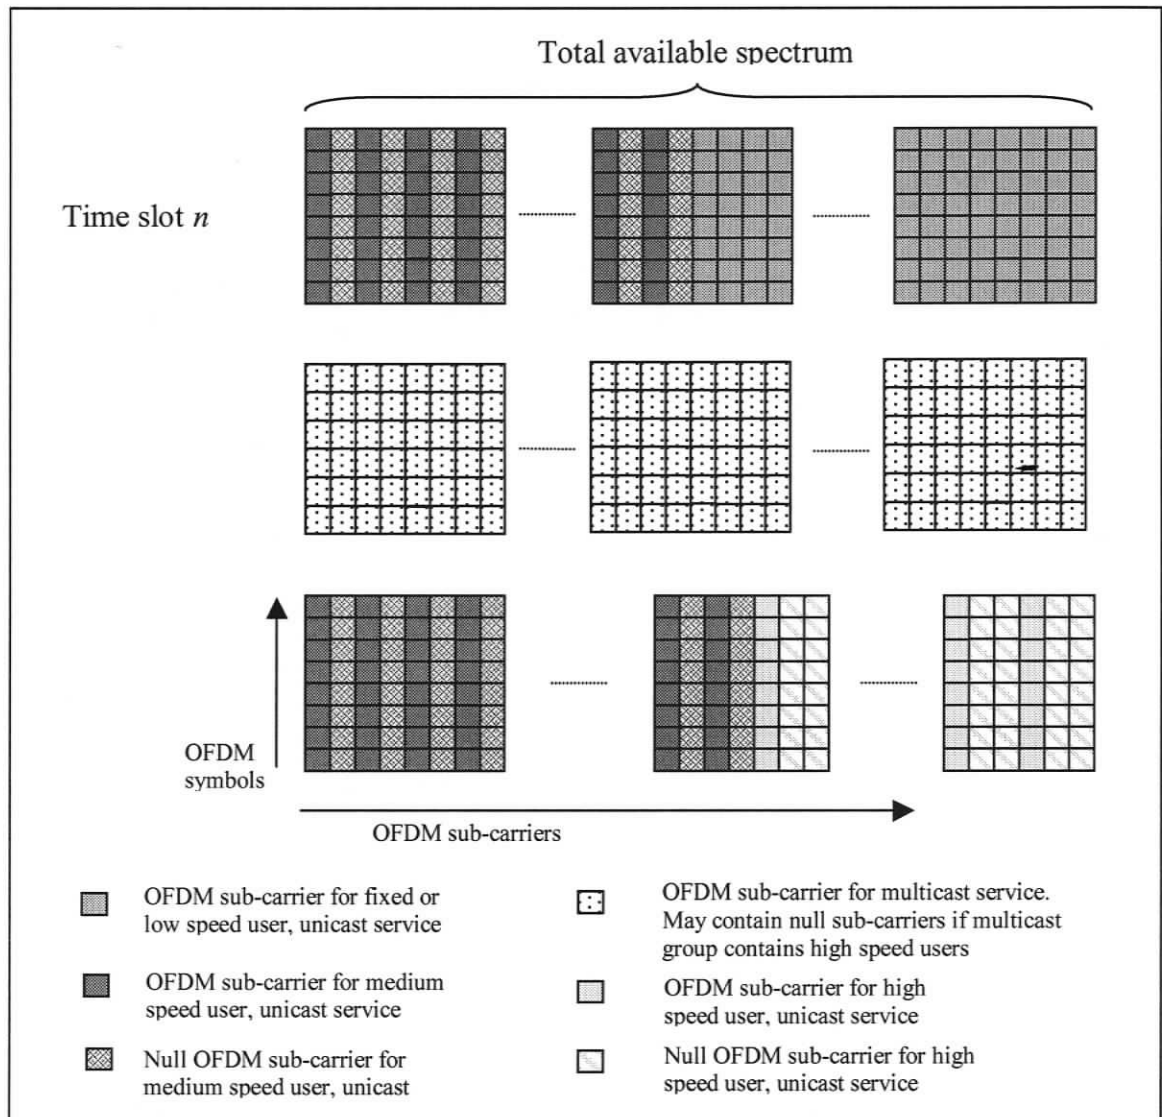 Total available spectrum
Time slot n
OFDM
symbols
OFDM sub-carriers
OFDM sub-carrier for fixed or
low speed user, unicast service
OFDM sub-carrier for medium
speed user, unicast service
Null OFDM sub-carrier for
medium speed user, unicast
OFDM sub-carrier for multicast service.
May contain null sub-carriers if multicast
group contains high speed users
OFDM sub-carrier for high
speed user, unicast service
Null OFDM sub-carrier for high
speed user, unicast service